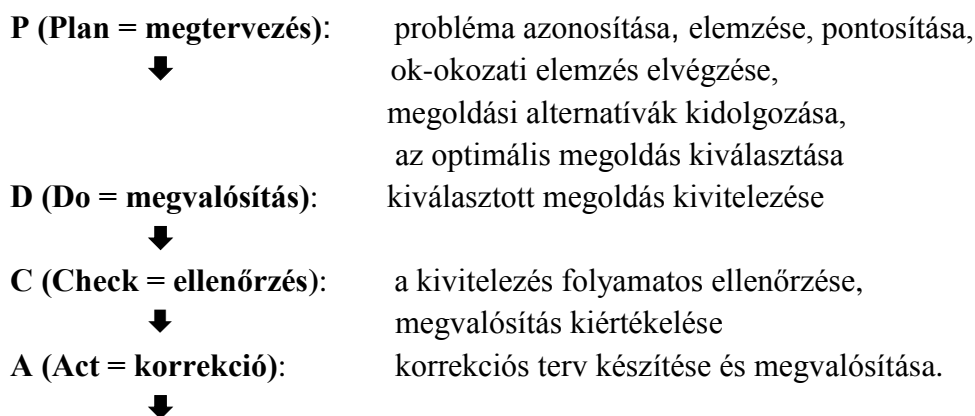 P (Plan = megtervezés): probléma azonosítása, elemzése, pontosítása,
ok-okozati elemzés elvégzése,
megoldási alternatívák kidolgozása,
az optimális megoldás kiválasztása
D (Do = megvalósítás): kiválasztott megoldás kivitelezése
C (Check = ellenőrzés): a kivitelezés folyamatos ellenőrzése,
megvalósítás kiértékelése
A (Act = korrekció): korrekciós terv készítése és megvalósítása.